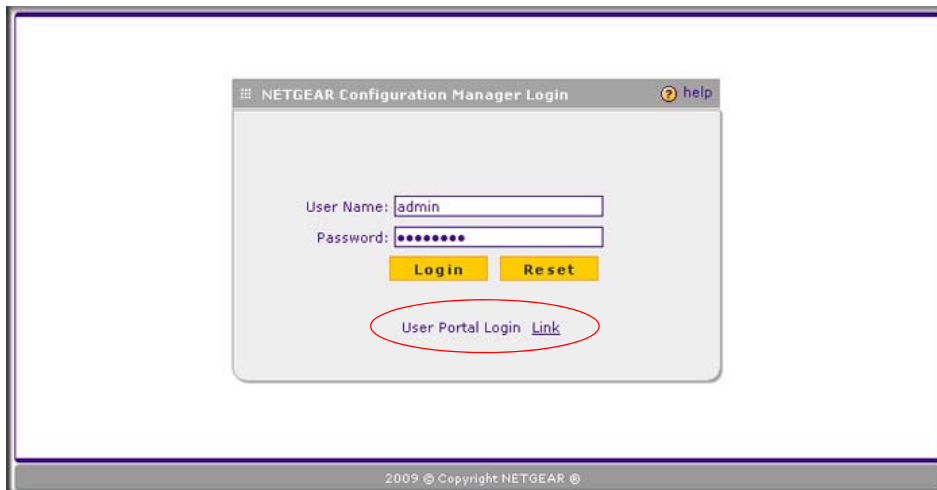 NETGEAR Configuration Manager Login
help
User Name: admin
Password: ••••••••
Login Reset
User Portal Login Link
2009 © Copyright NETGEAR ®